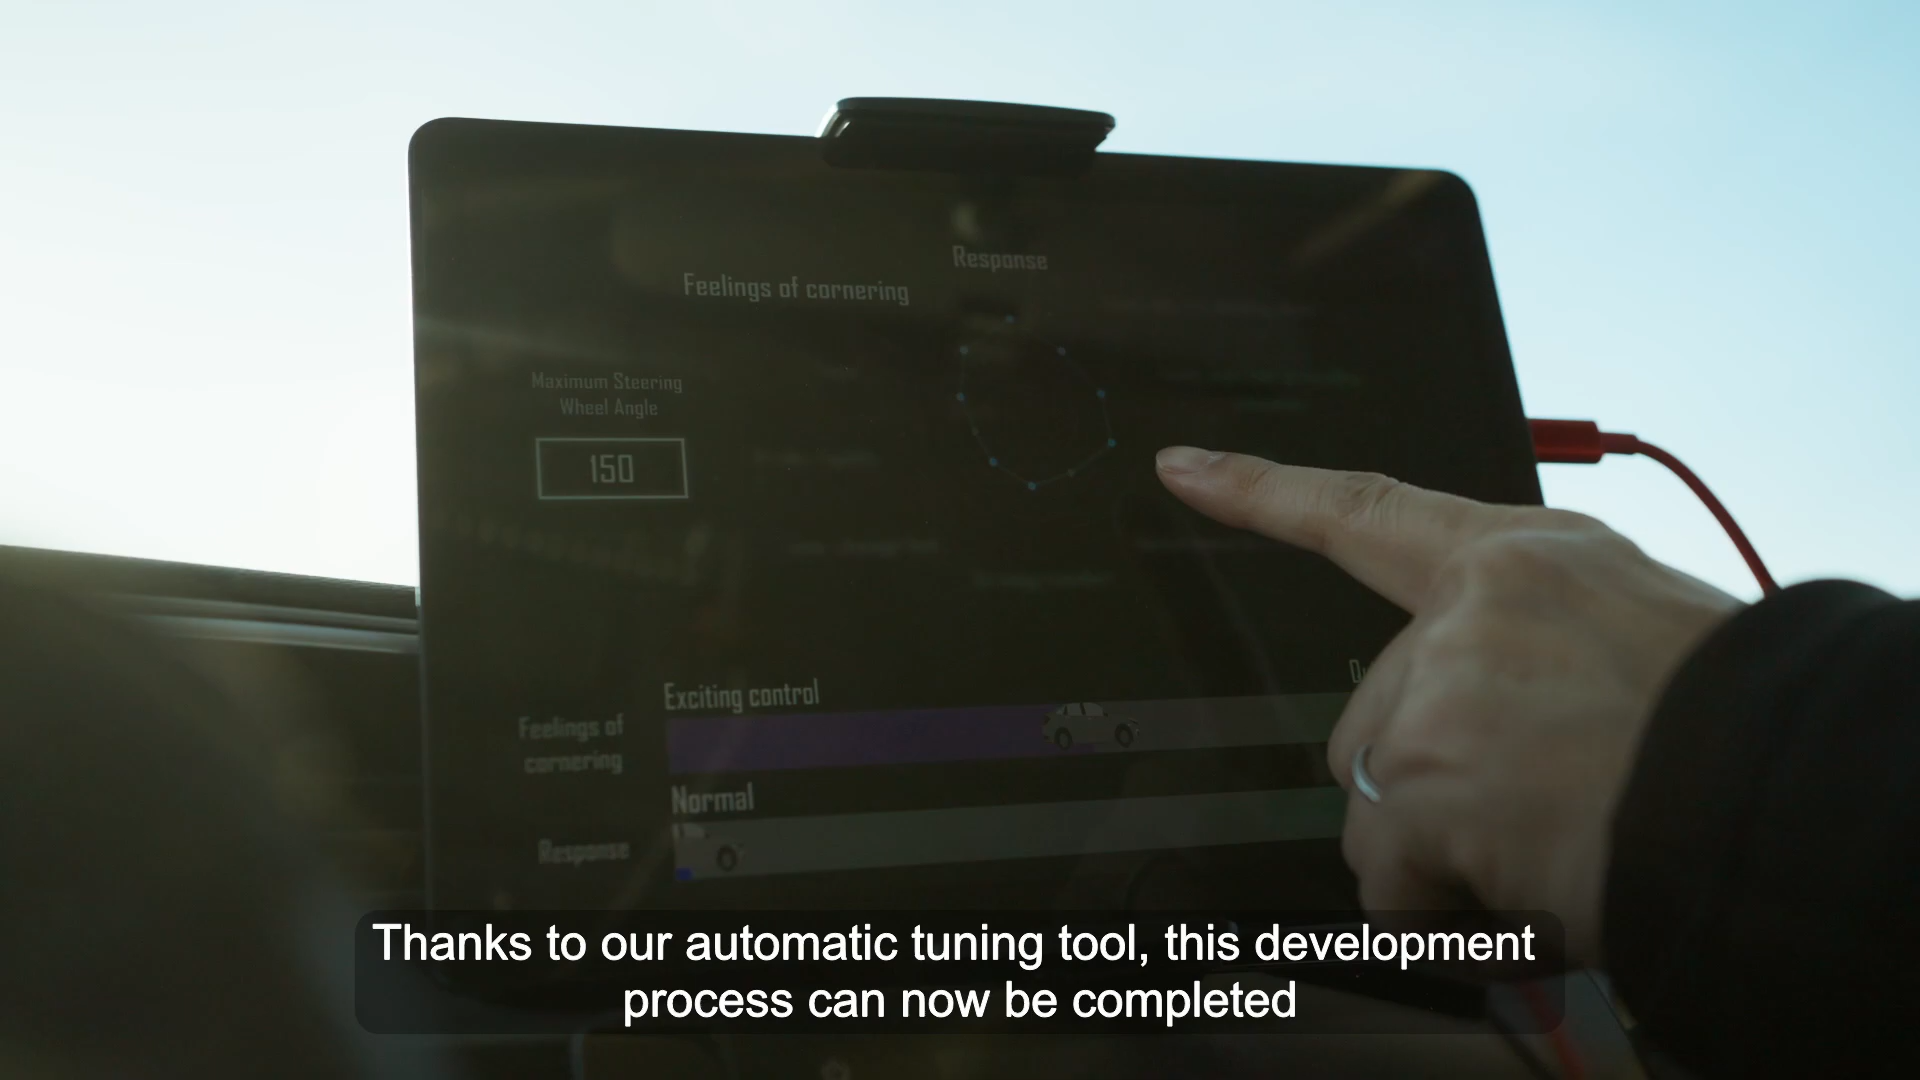 Response
Feelings of cornering
Maximum Steering
Wheel Angle
150
Exciting control
Feelings of
cornering
Normal
Response
Thanks to our automatic tuning tool, this development
process can now be completed